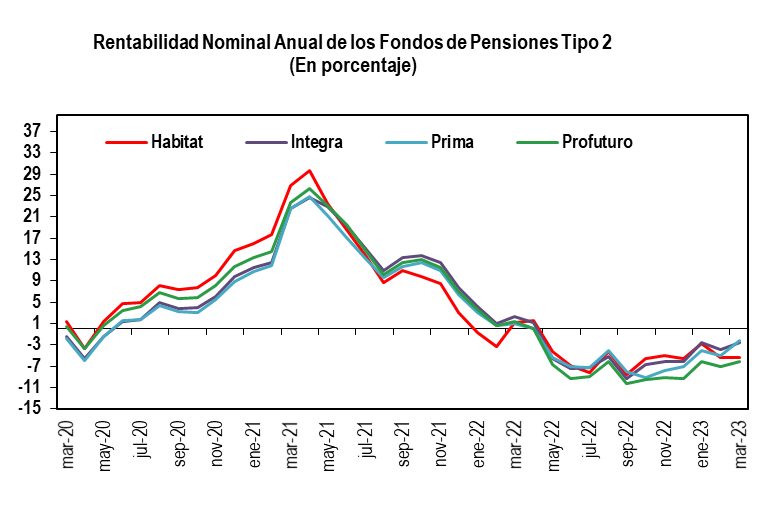 Rentabilidad Nominal Anual de los Fondos de Pensiones Tipo 2
(En porcentaje)
37
33
29
25
21
17
13
9
5
1
-3
-7
-11
-15
Habitat
Integra
Prima
Profuturo
mar-20
may-20
jul-20
sep-20
nov-20
ene-21
mar-21
may-21
jul-21
sep-21
nov-21
ene-22
mar-22
may-22
jul-22
sep-22
nov-22
ene-23
mar-23